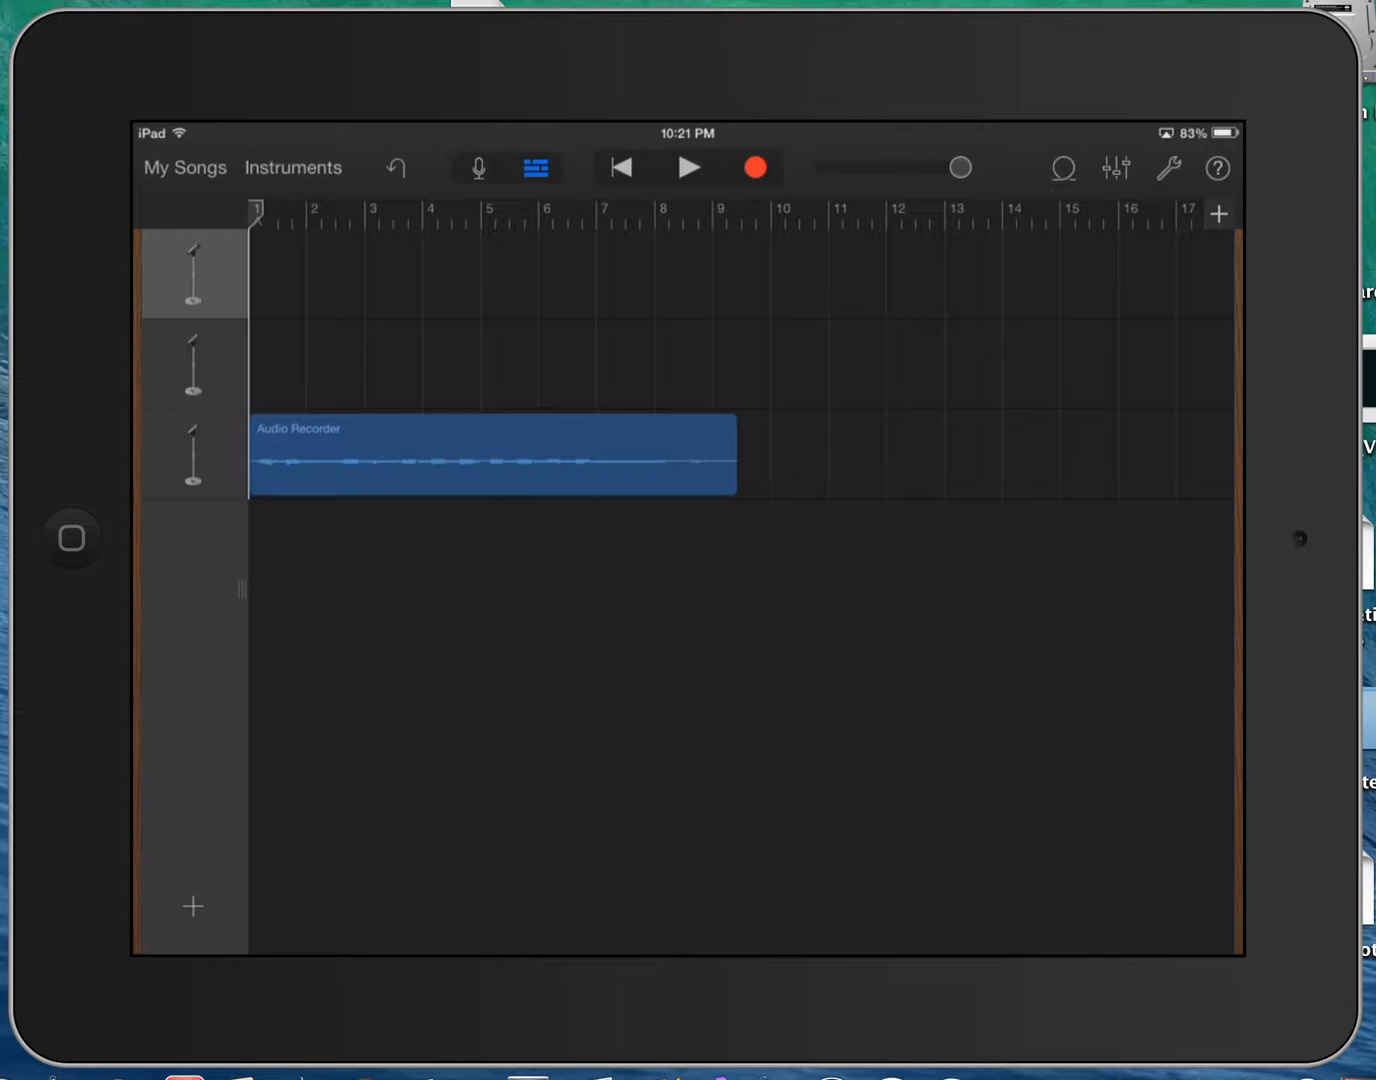 iPad 10:21 PM 83%
My Songs Instruments ?
1 2 3 4 5 6 7 8 9 10 11 12 13 14 15 16 17 +
Audio Recorder
+